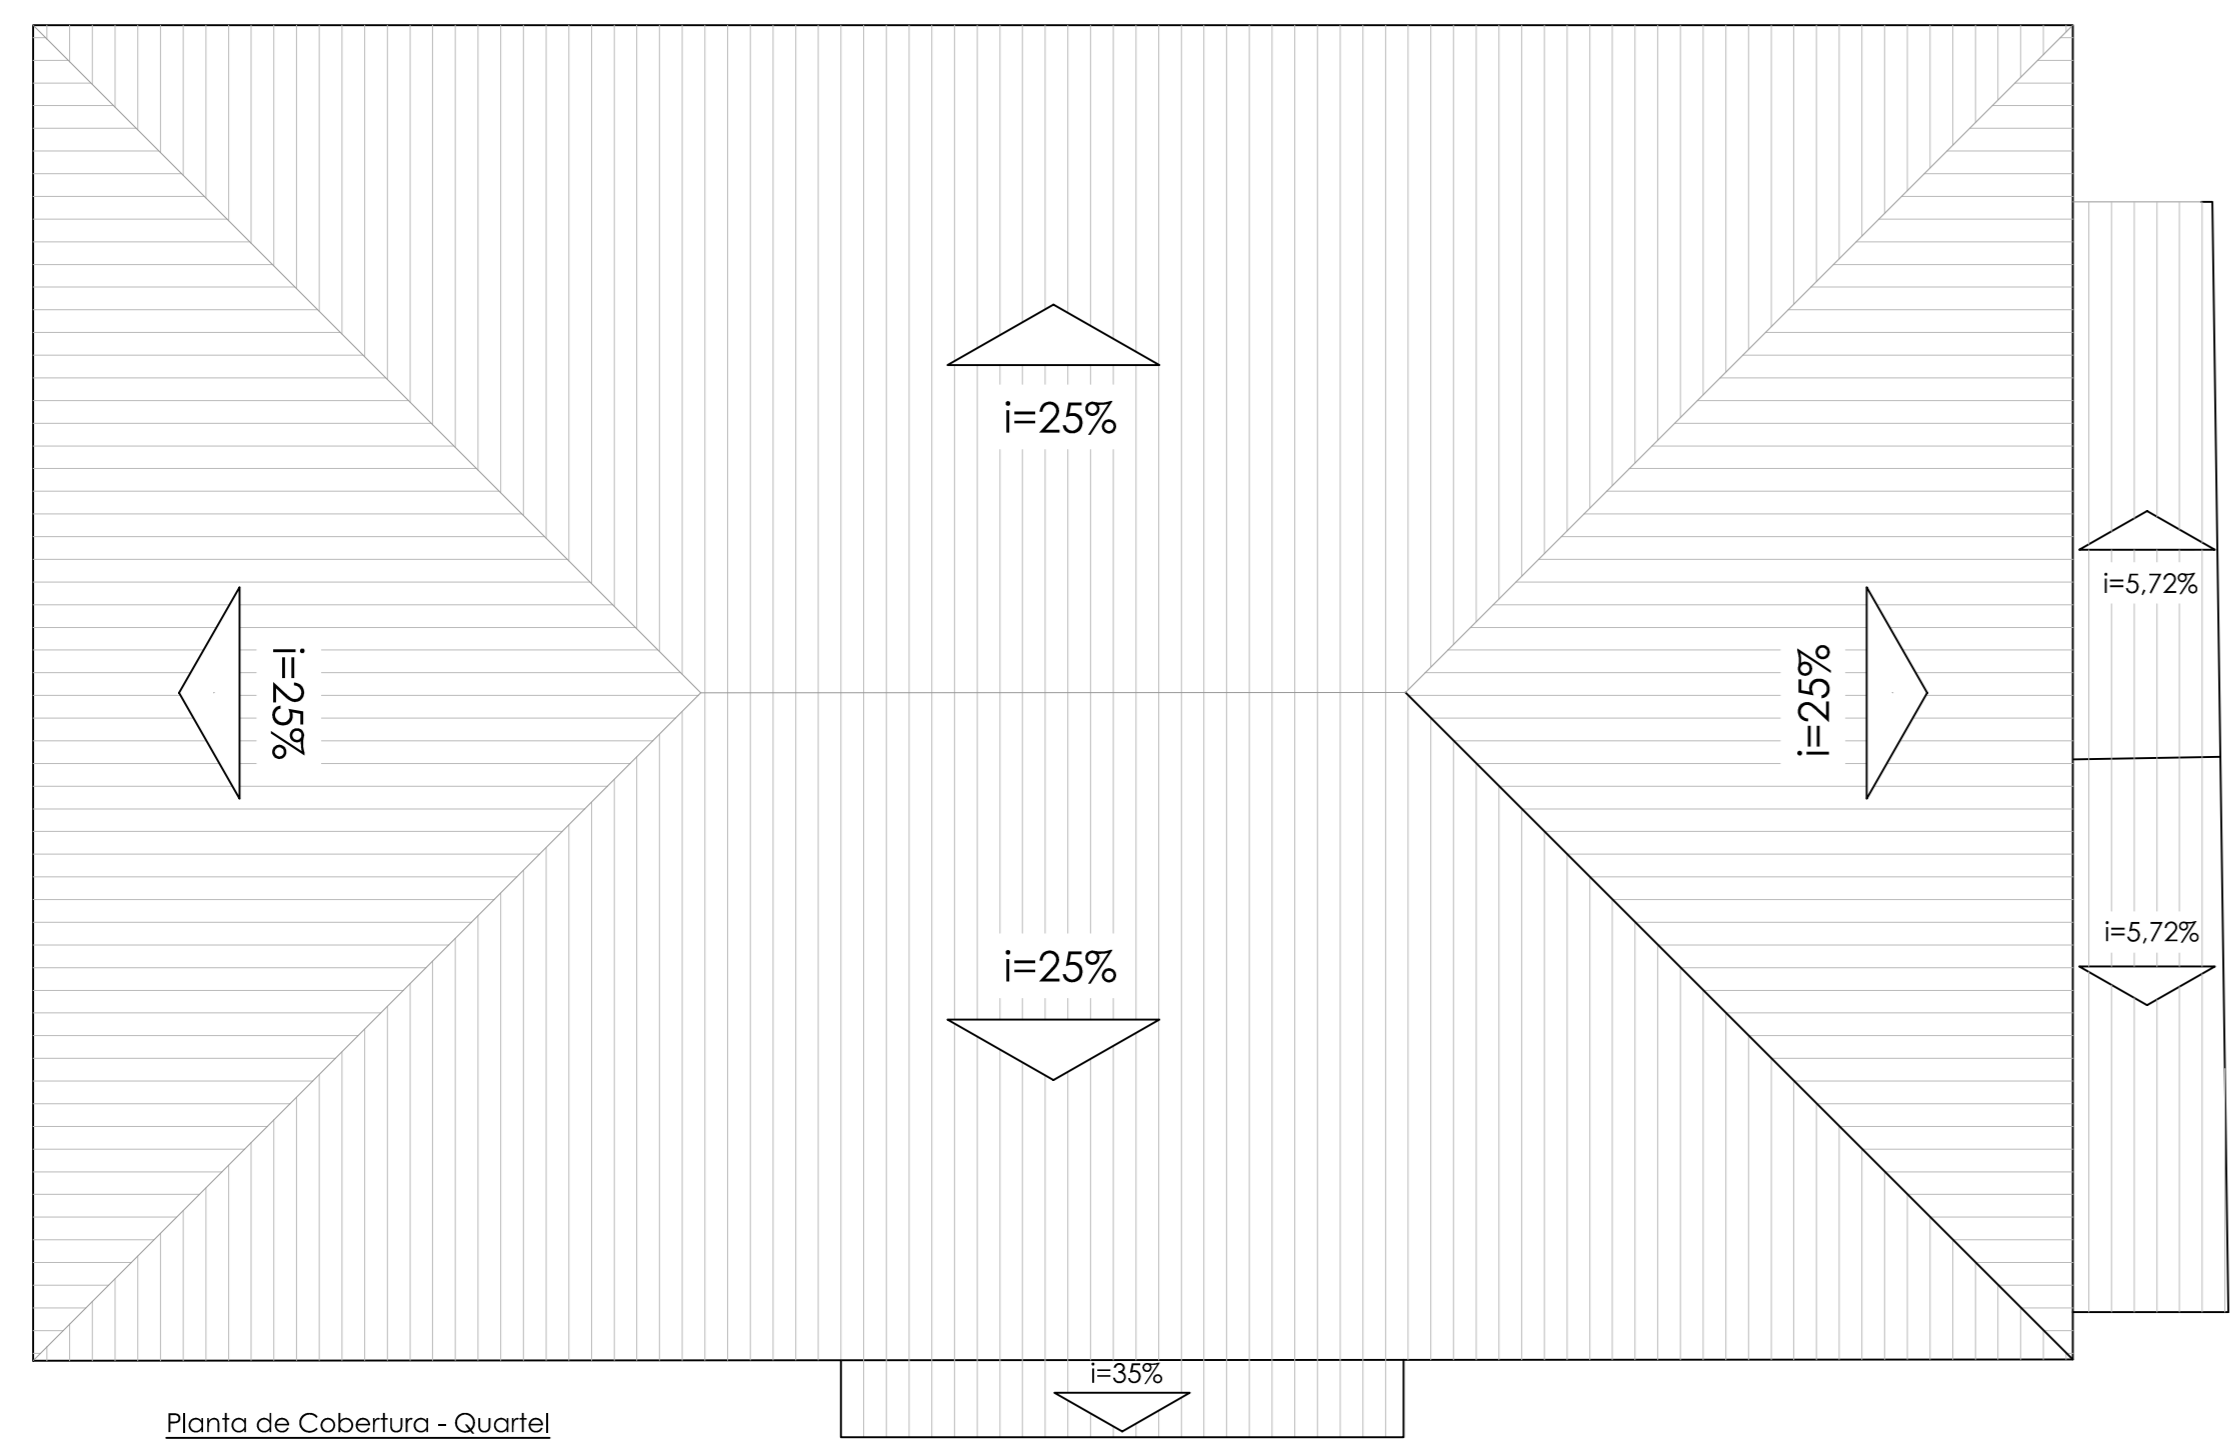 i=25%
i=5,72%
i=25%
i=25%
i=5,72%
i=25%
i=35%
Planta de Cobertura - Quartel